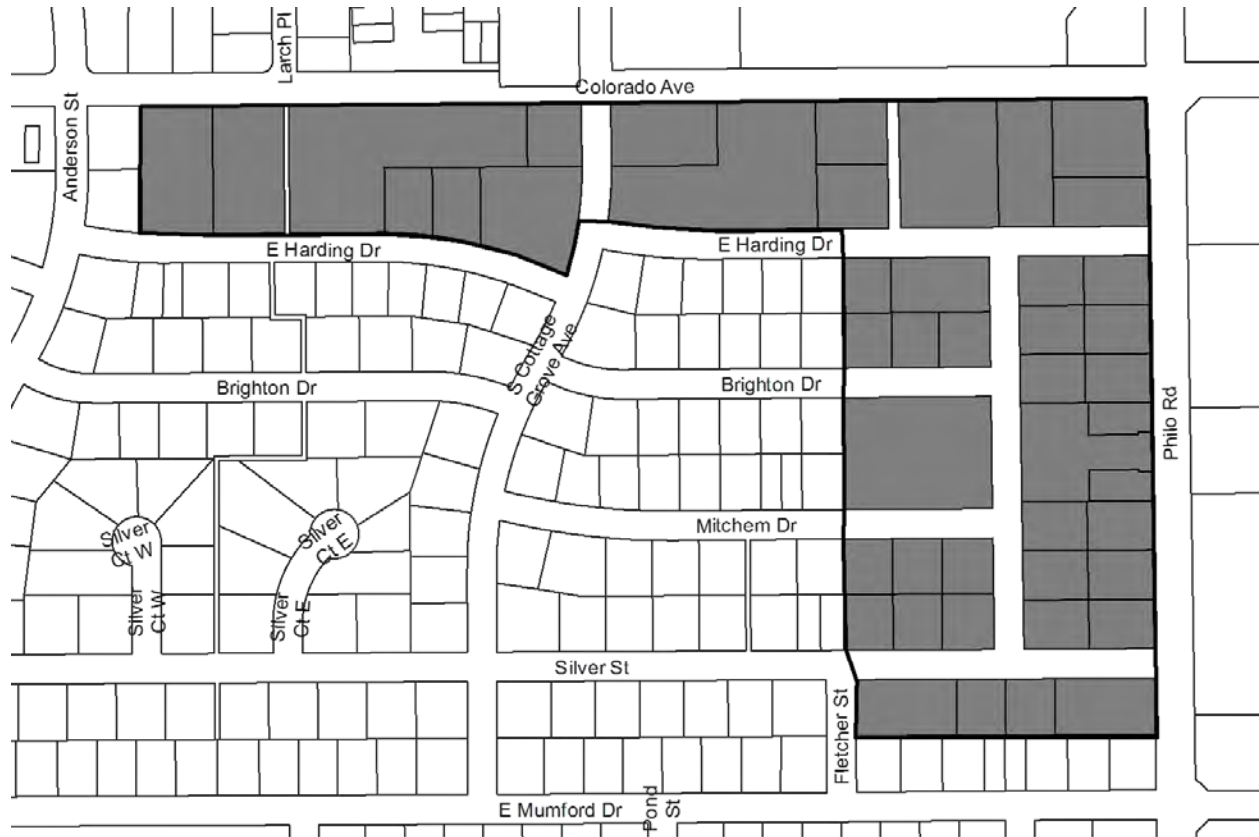 Larch Pl
Colorado Ave
Anderson St
E Harding Dr
E Harding Dr
S Cottage
Grove Ave
Brighton Dr
Brighton Dr
Philo Rd
Silver
Ct W
Silver
Ct E
Mitchem Dr
Silver
Ct W
Silver
Ct E
Silver St
Fletcher St
E Mumford Dr
Pond
St